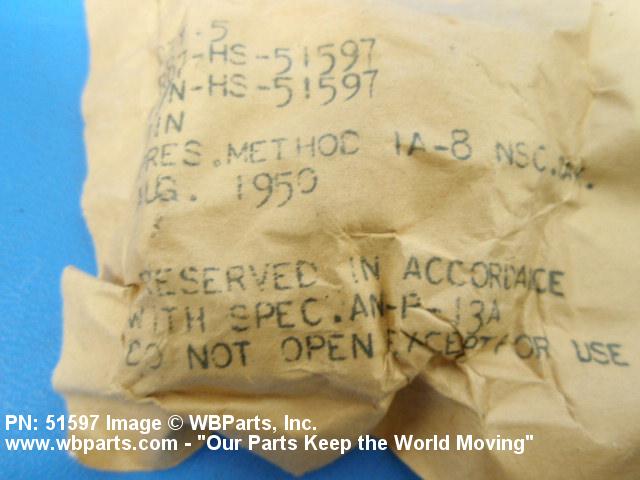 .5
-HS-51597
N-HS-51597
IN
RES.METHOD 1A-8 NSC.
UG. 1950
RESERVED IN ACCORDANCE
WITH SPEC.AN-P-13A
DO NOT OPEN EXCEPT FOR USE
PN: 51597 Image © WBParts, Inc.
www.wbparts.com - "Our Parts Keep the World Moving"